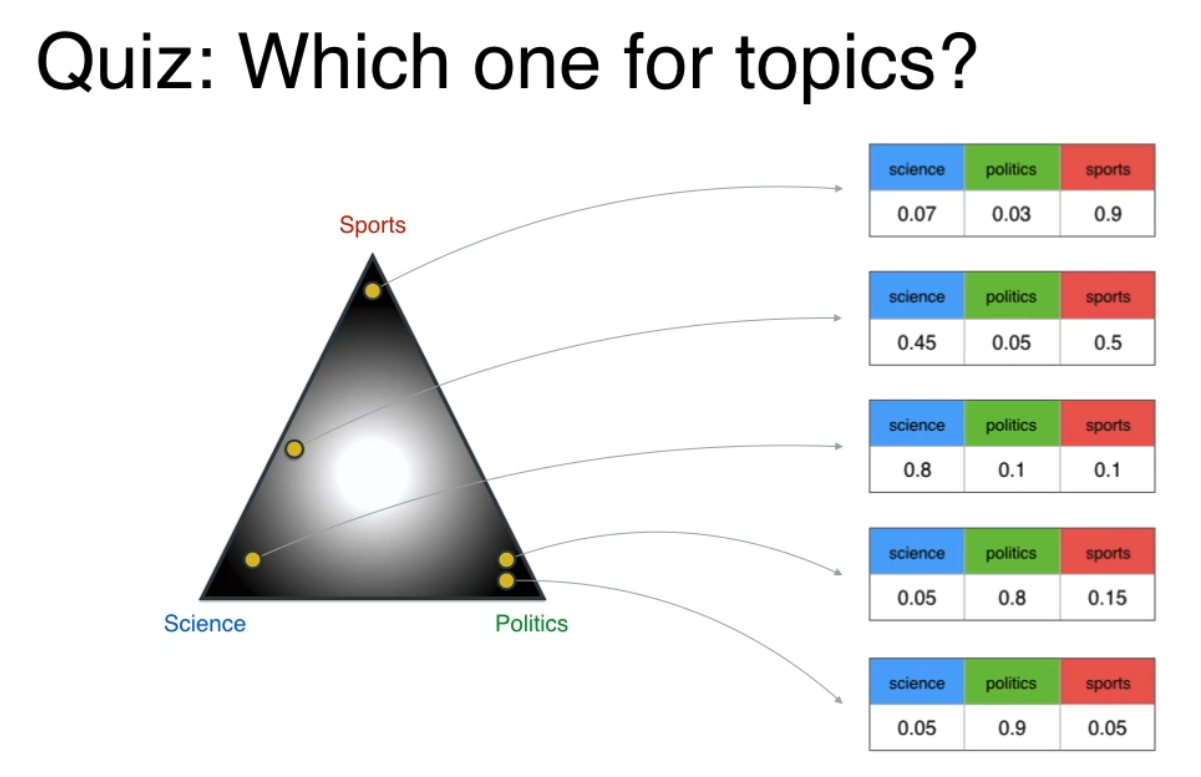 Quiz: Which one for topics?
Sports
Science
Politics
science politics sports
0.07 0.03 0.9
science politics sports
0.45 0.05 0.5
science politics sports
0.8 0.1 0.1
science politics sports
0.05 0.8 0.15
science politics sports
0.05 0.9 0.05